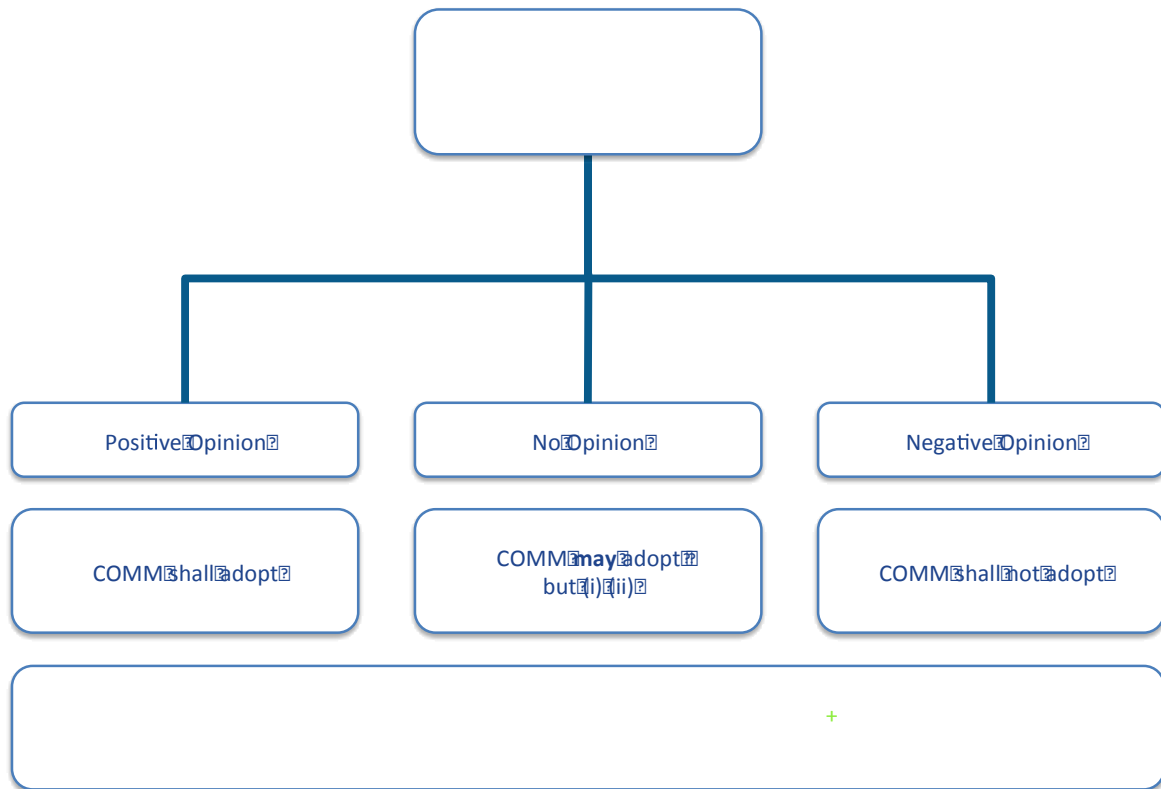 Positive Opinion
No Opinion
Negative Opinion
COMM shall adopt
COMM may adopt
but (i) (ii)
COMM shall not adopt
+